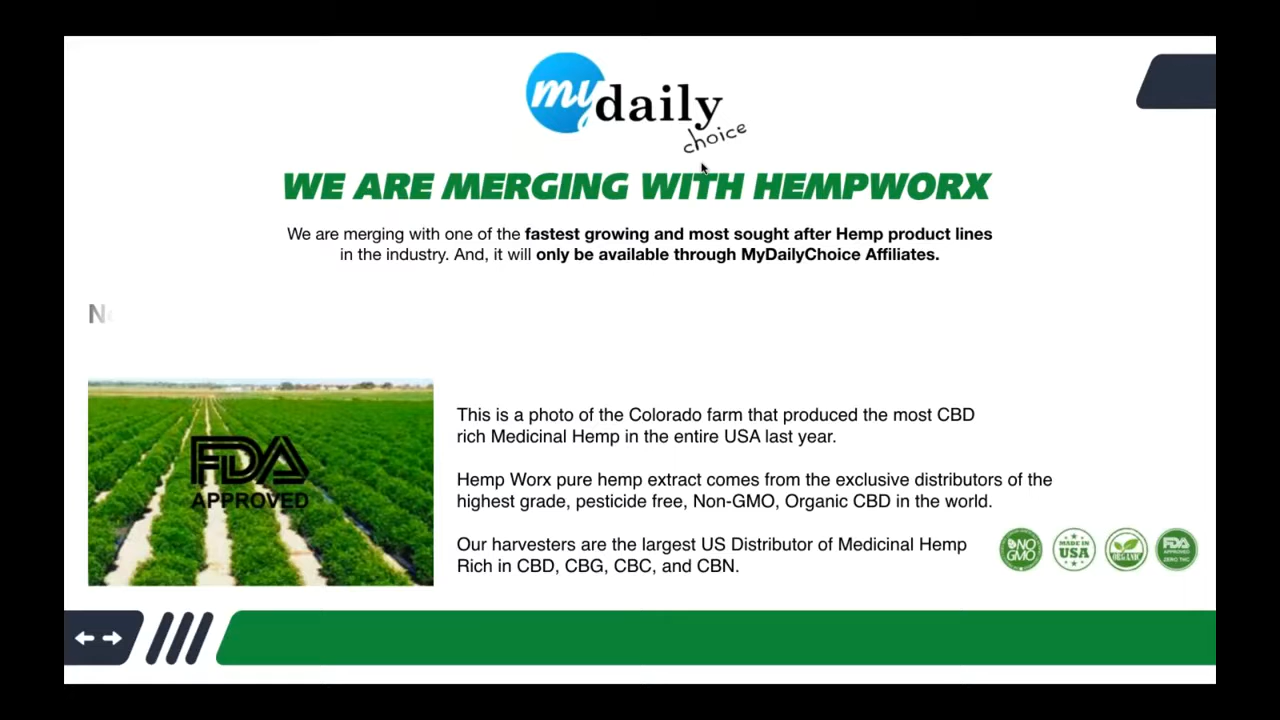 my daily
choice
WE ARE MERGING WITH HEMPWORX
We are merging with one of the fastest growing and most sought after Hemp product lines
in the industry. And, it will only be available through MyDailyChoice Affiliates.
N
This is a photo of the Colorado farm that produced the most CBD
rich Medicinal Hemp in the entire USA last year.
FDA
APPROVED
Hemp Worx pure hemp extract comes from the exclusive distributors of the
highest grade, pesticide free, Non-GMO, Organic CBD in the world.
Our harvesters are the largest US Distributor of Medicinal Hemp
Rich in CBD, CBG, CBC, and CBN.
NO
GMO
MADE IN
USA
ORGANIC
FDA
APPROVED
ZERO THC